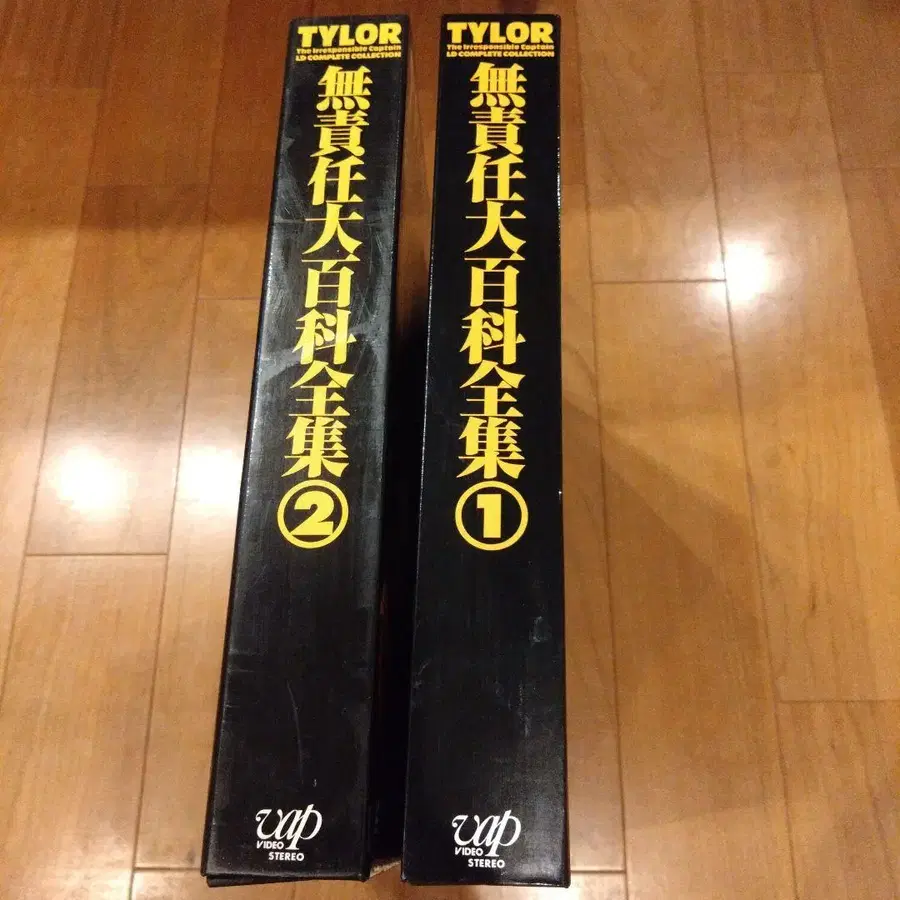 TYLOR
The Irresponsible Captain
LD COMPLETE COLLECTION
無責任大百科全集
2
vap
VIDEO
STEREO
TYLOR
The Irresponsible Captain
LD COMPLETE COLLECTION
無責任大百科全集
1
vap
VIDEO
STEREO